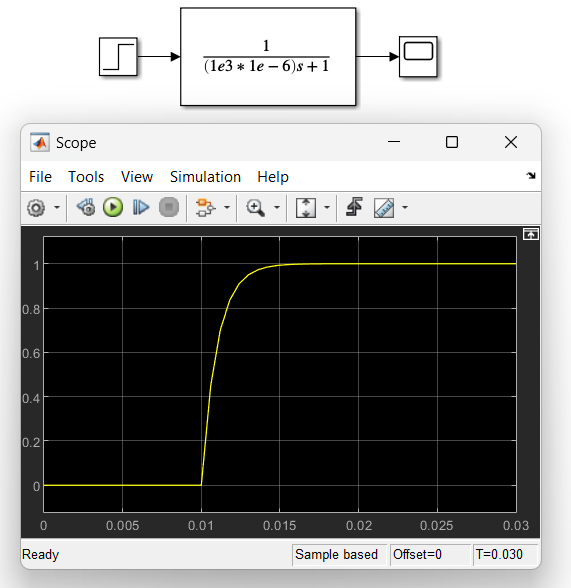 1
(1e3 * 1e − 6)s + 1
Scope
File Tools View Simulation Help
1
0.8
0.6
0.4
0.2
0
0 0.005 0.01 0.015 0.02 0.025 0.03
Ready Sample based Offset=0 T=0.030